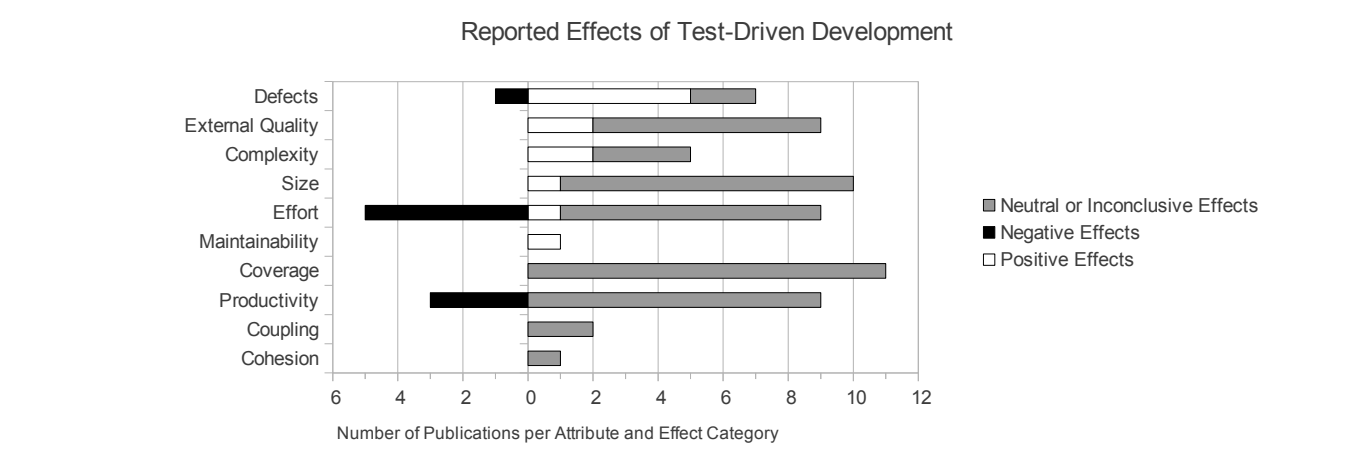 Reported Effects of Test-Driven Development
Defects
External Quality
Complexity
Size
Effort
Maintainability
Coverage
Productivity
Coupling
Cohesion
6 4 2 0 2 4 6 8 10 12
Number of Publications per Attribute and Effect Category
Neutral or Inconclusive Effects
Negative Effects
Positive Effects